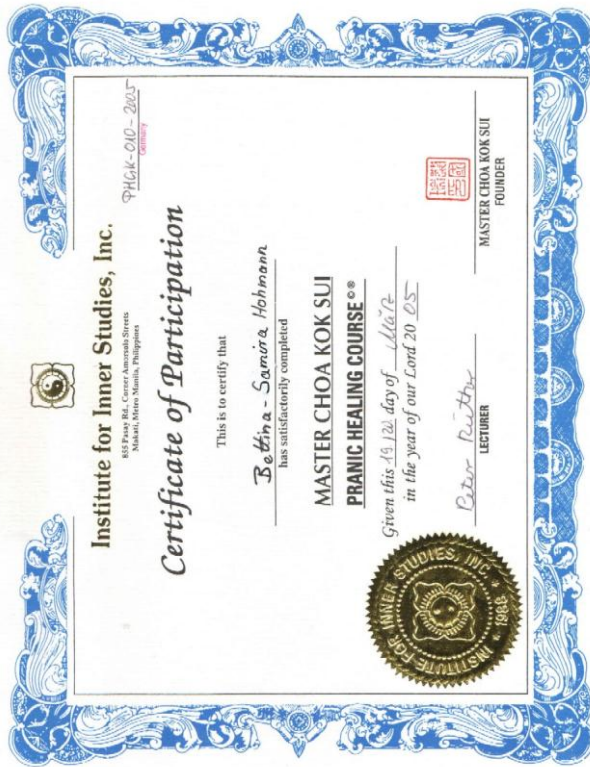 PHGK-010-2005
Germany
Institute for Inner Studies, Inc.
855 Pasay Rd., Corner Amorsolo Streets
Makati, Metro Manila, Philippines
Certificate of Participation
This is to certify that
Bettina-Samira Hohmann
has satisfactorily completed
MASTER CHOA KOK SUI
PRANIC HEALING COURSE©®
Given this 19/20 day of März
in the year of our Lord 20 05
INSTITUTE FOR INNER STUDIES, INC. 1988
Peter
LECTURER
MASTER CHOA KOK SUI
FOUNDER